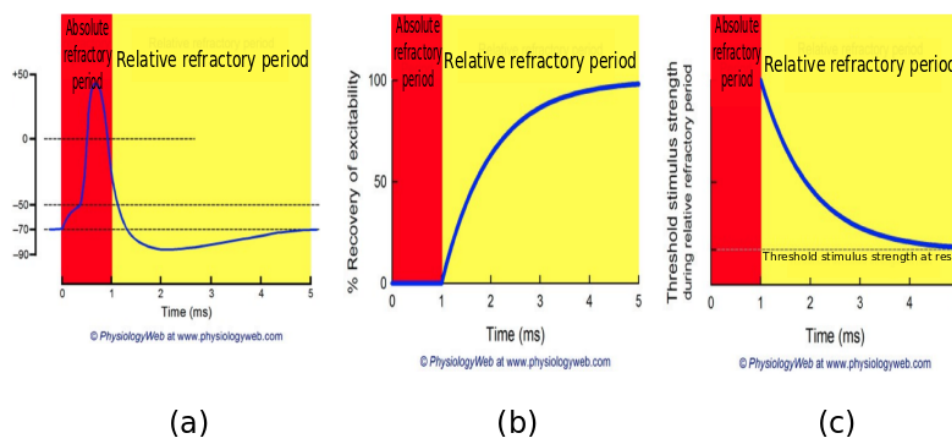 Absolute
refractory
period
Relative refractory period
+50
0
−50
−70
−90
0 1 2 3 4 5
Time (ms)
© PhysiologyWeb at www.physiologyweb.com
(a)
Absolute
refractory
period
Relative refractory period
% Recovery of excitability
100
50
0
0 1 2 3 4 5
Time (ms)
© PhysiologyWeb at www.physiologyweb.com
(b)
Absolute
refractory
period
Relative refractory period
Threshold stimulus strength
during relative refractory period
Threshold stimulus strength at res
0 1 2 3 4
Time (ms)
© PhysiologyWeb at www.physiologyweb.com
(c)